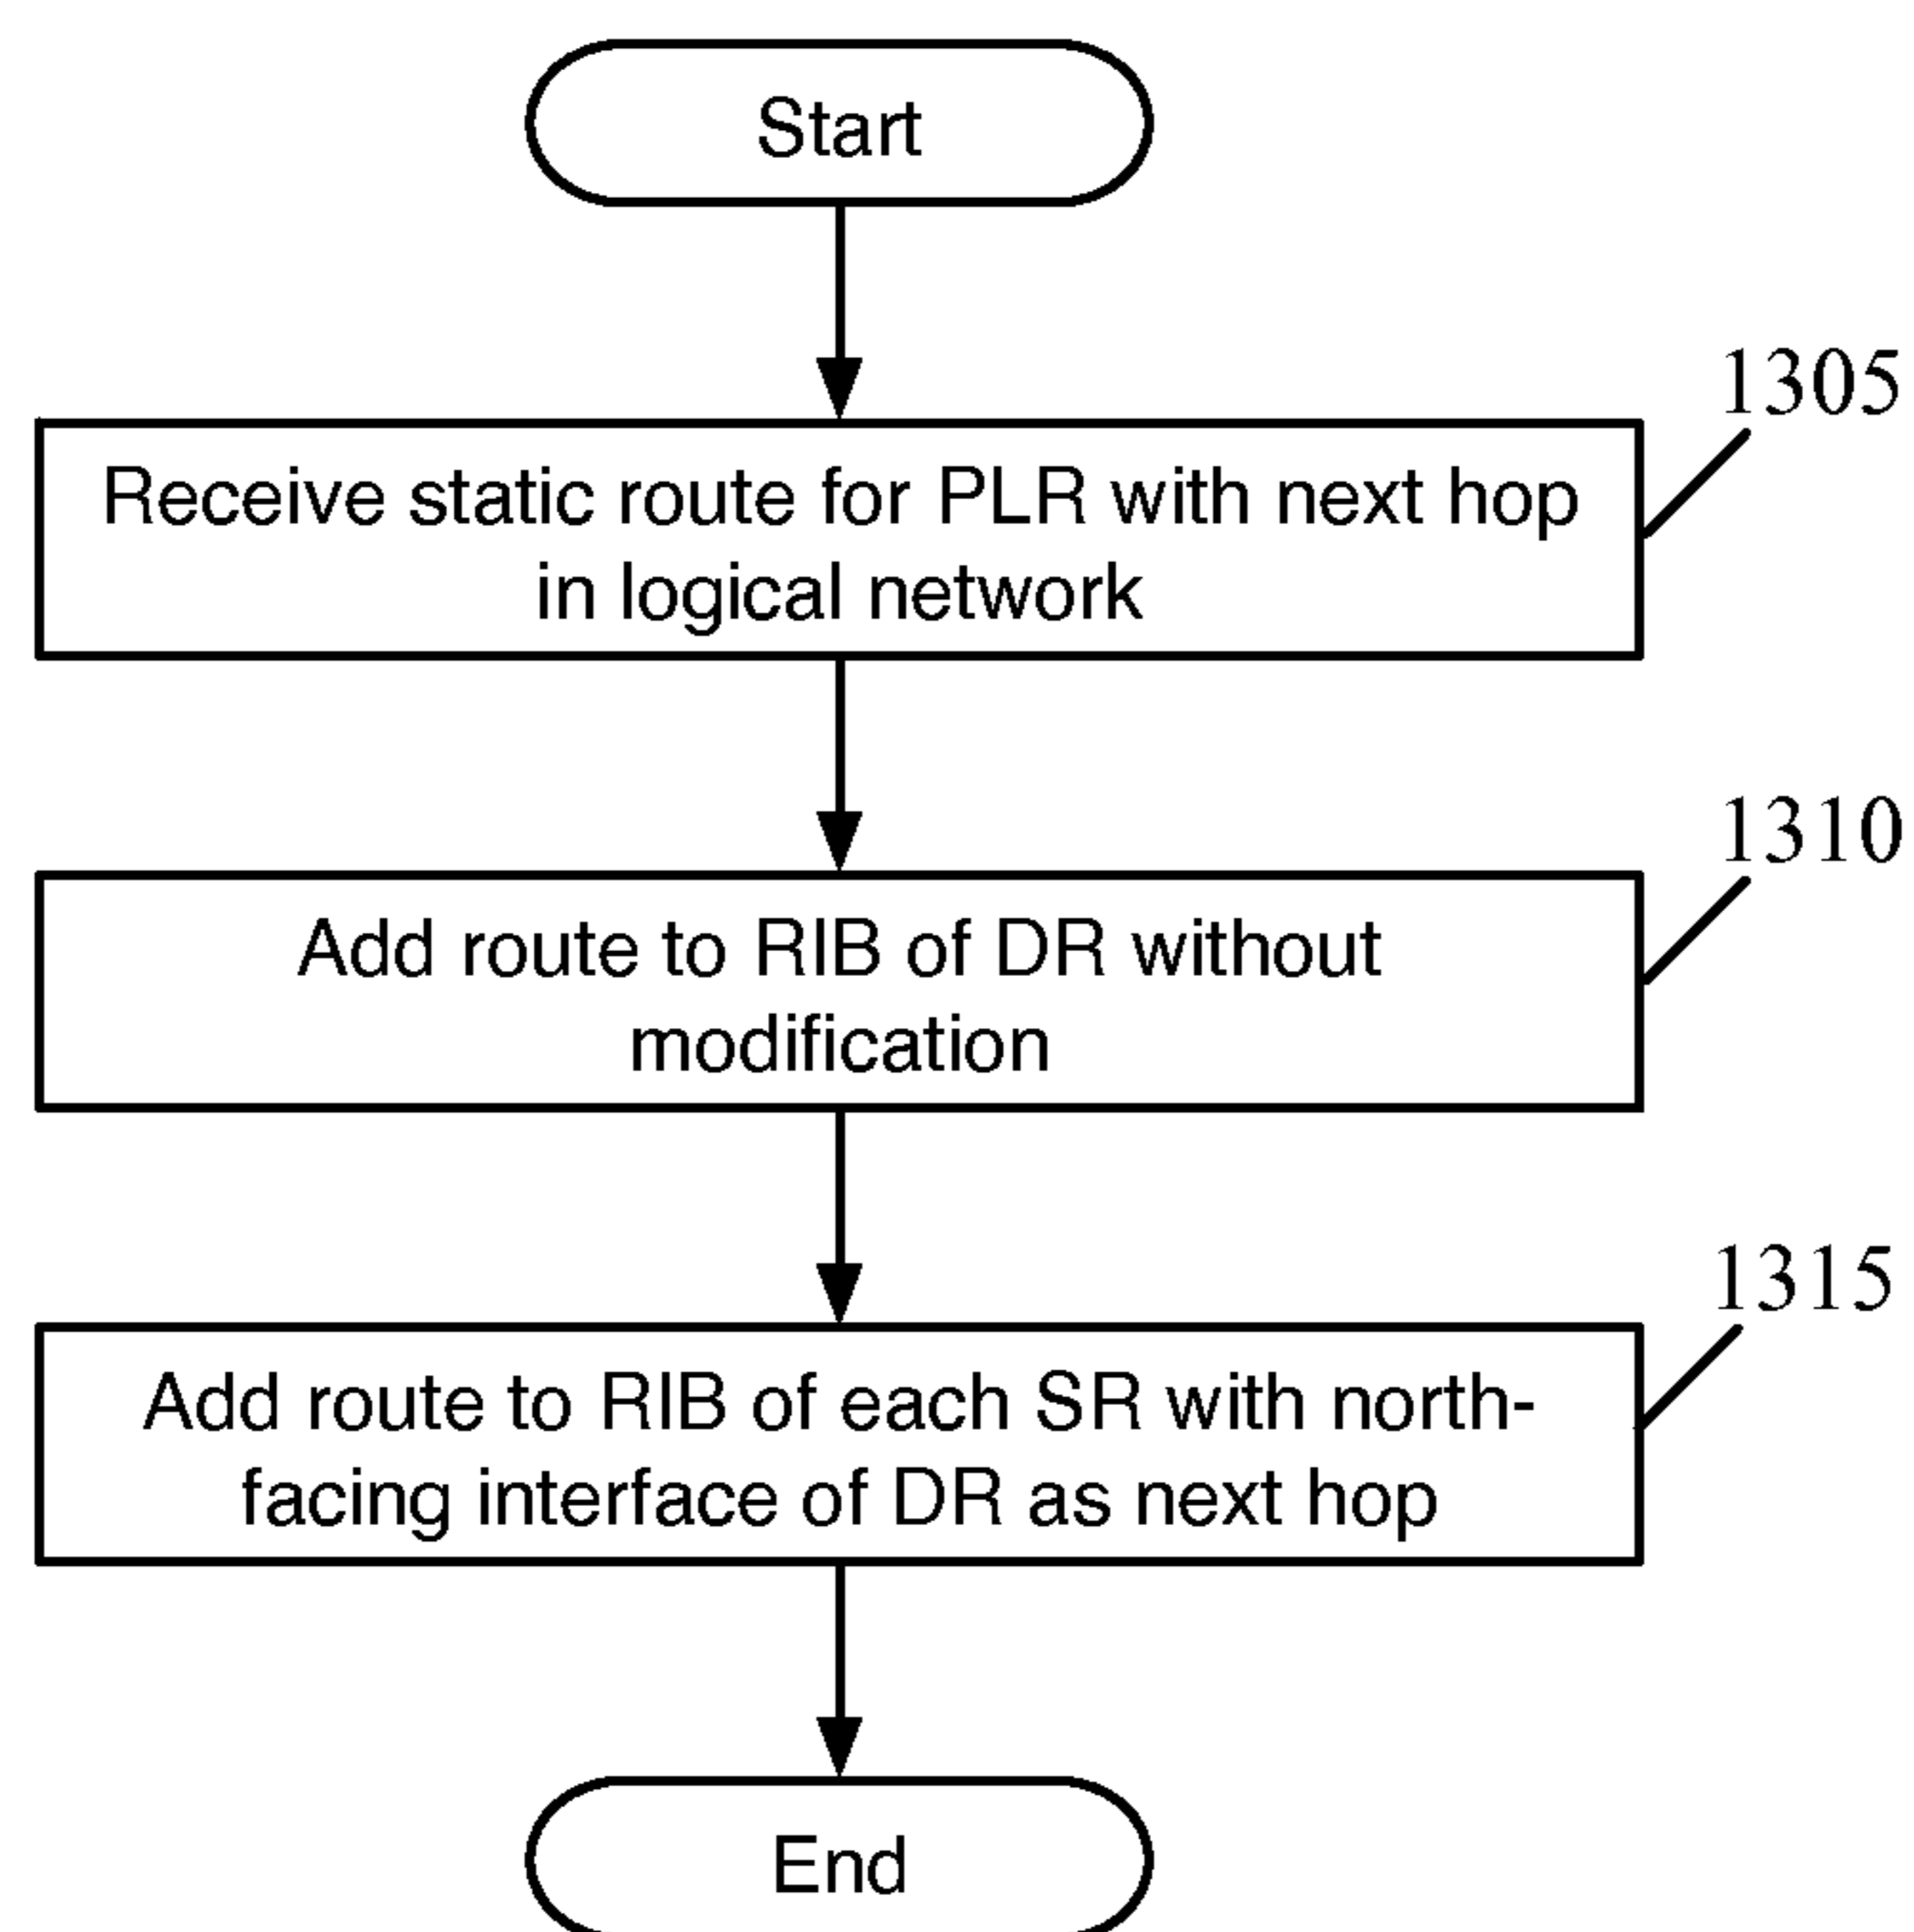 Start
1305
Receive static route for PLR with next hop
in logical network
1310
Add route to RIB of DR without
modification
1315
Add route to RIB of each SR with north-
facing interface of DR as next hop
End